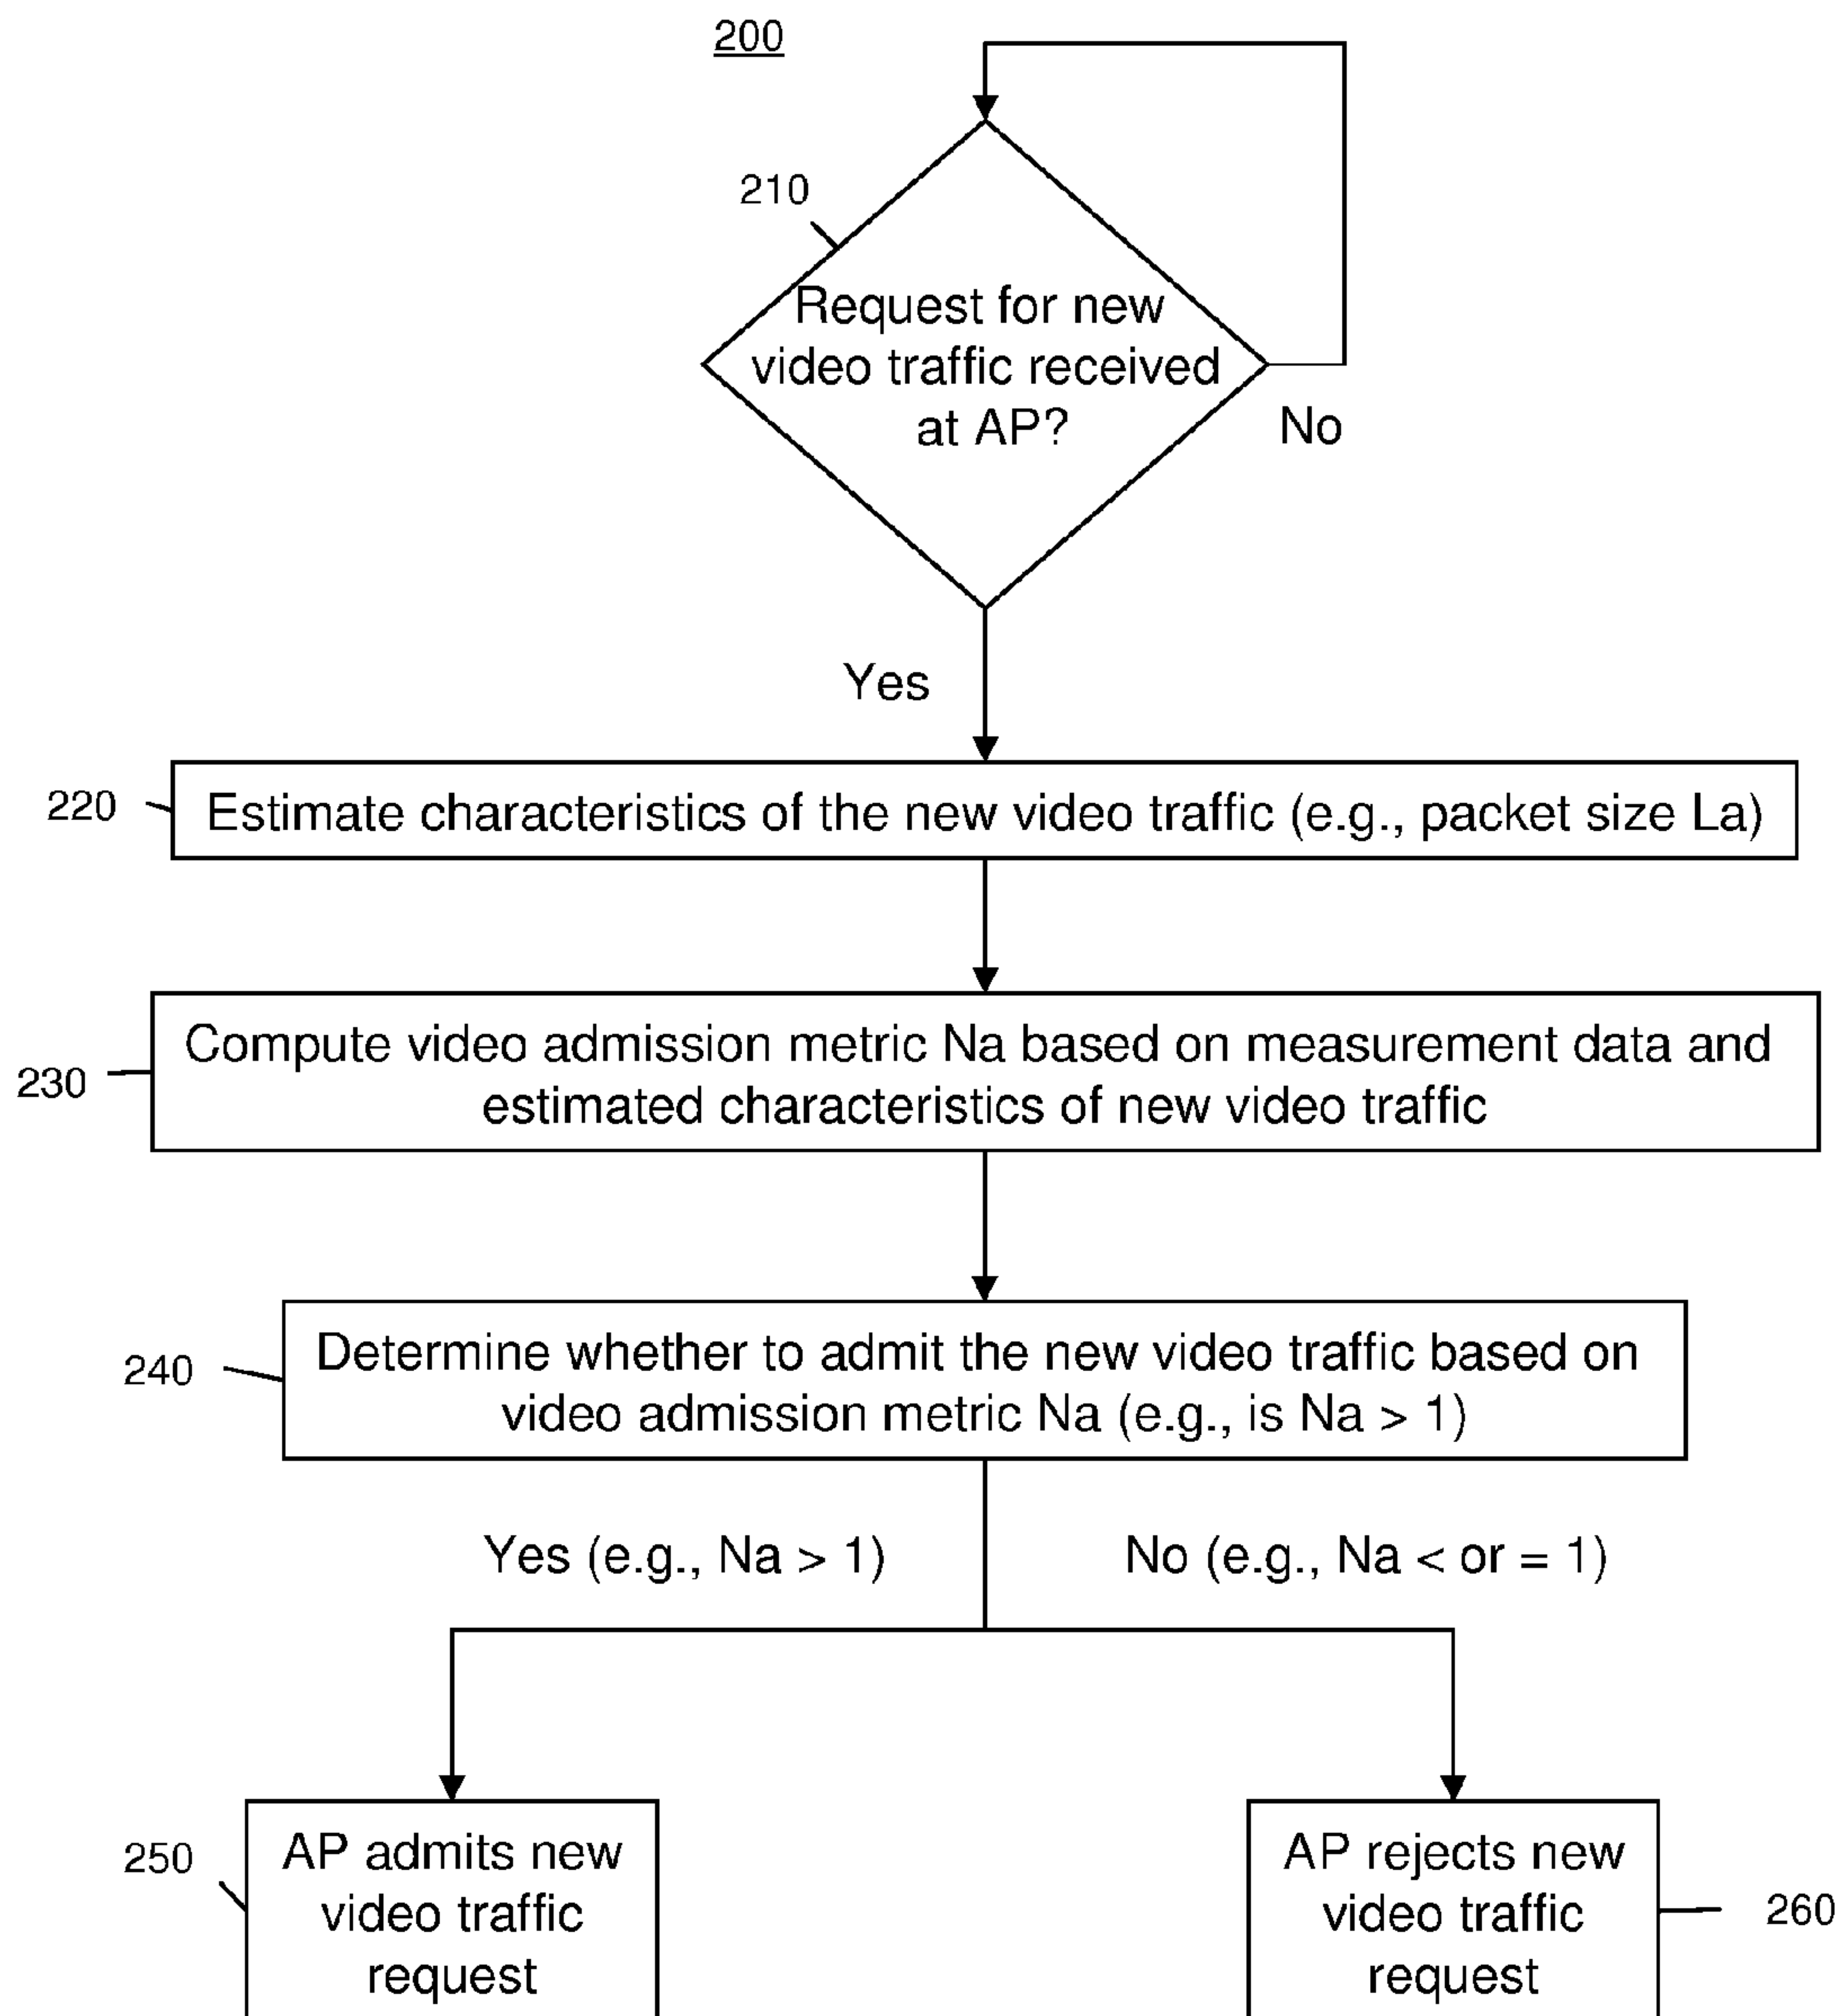 200
210
Request for new
video traffic received
at AP?
No
Yes
220
Estimate characteristics of the new video traffic (e.g., packet size La)
230
Compute video admission metric Na based on measurement data and
estimated characteristics of new video traffic
240
Determine whether to admit the new video traffic based on
video admission metric Na (e.g., is Na > 1)
Yes (e.g., Na > 1)
No (e.g., Na < or = 1)
250
AP admits new
video traffic
request
AP rejects new
video traffic
request
260